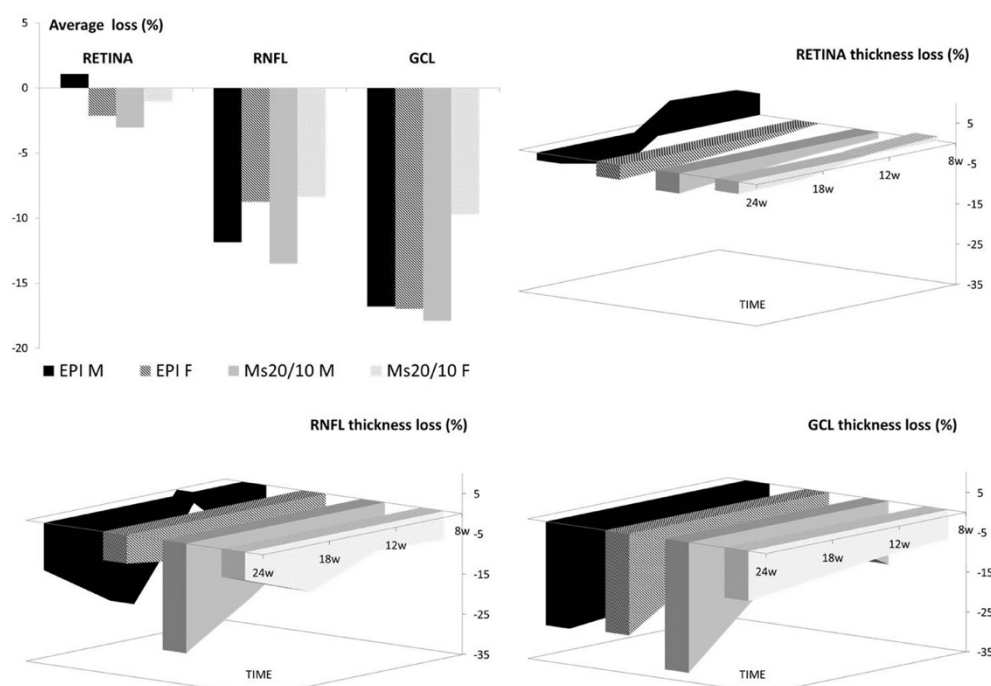 Average loss (%)
5
0
-5
-10
-15
-20
RETINA RNFL GCL
EPI M EPI F Ms20/10 M Ms20/10 F
RETINA thickness loss (%)
5
-5
-15
-25
-35
8w
12w
18w
24w
TIME
RNFL thickness loss (%)
5
-5
-15
-25
-35
8w
12w
18w
24w
TIME
GCL thickness loss (%)
5
-5
-15
-25
-35
8w
12w
18w
24w
TIME